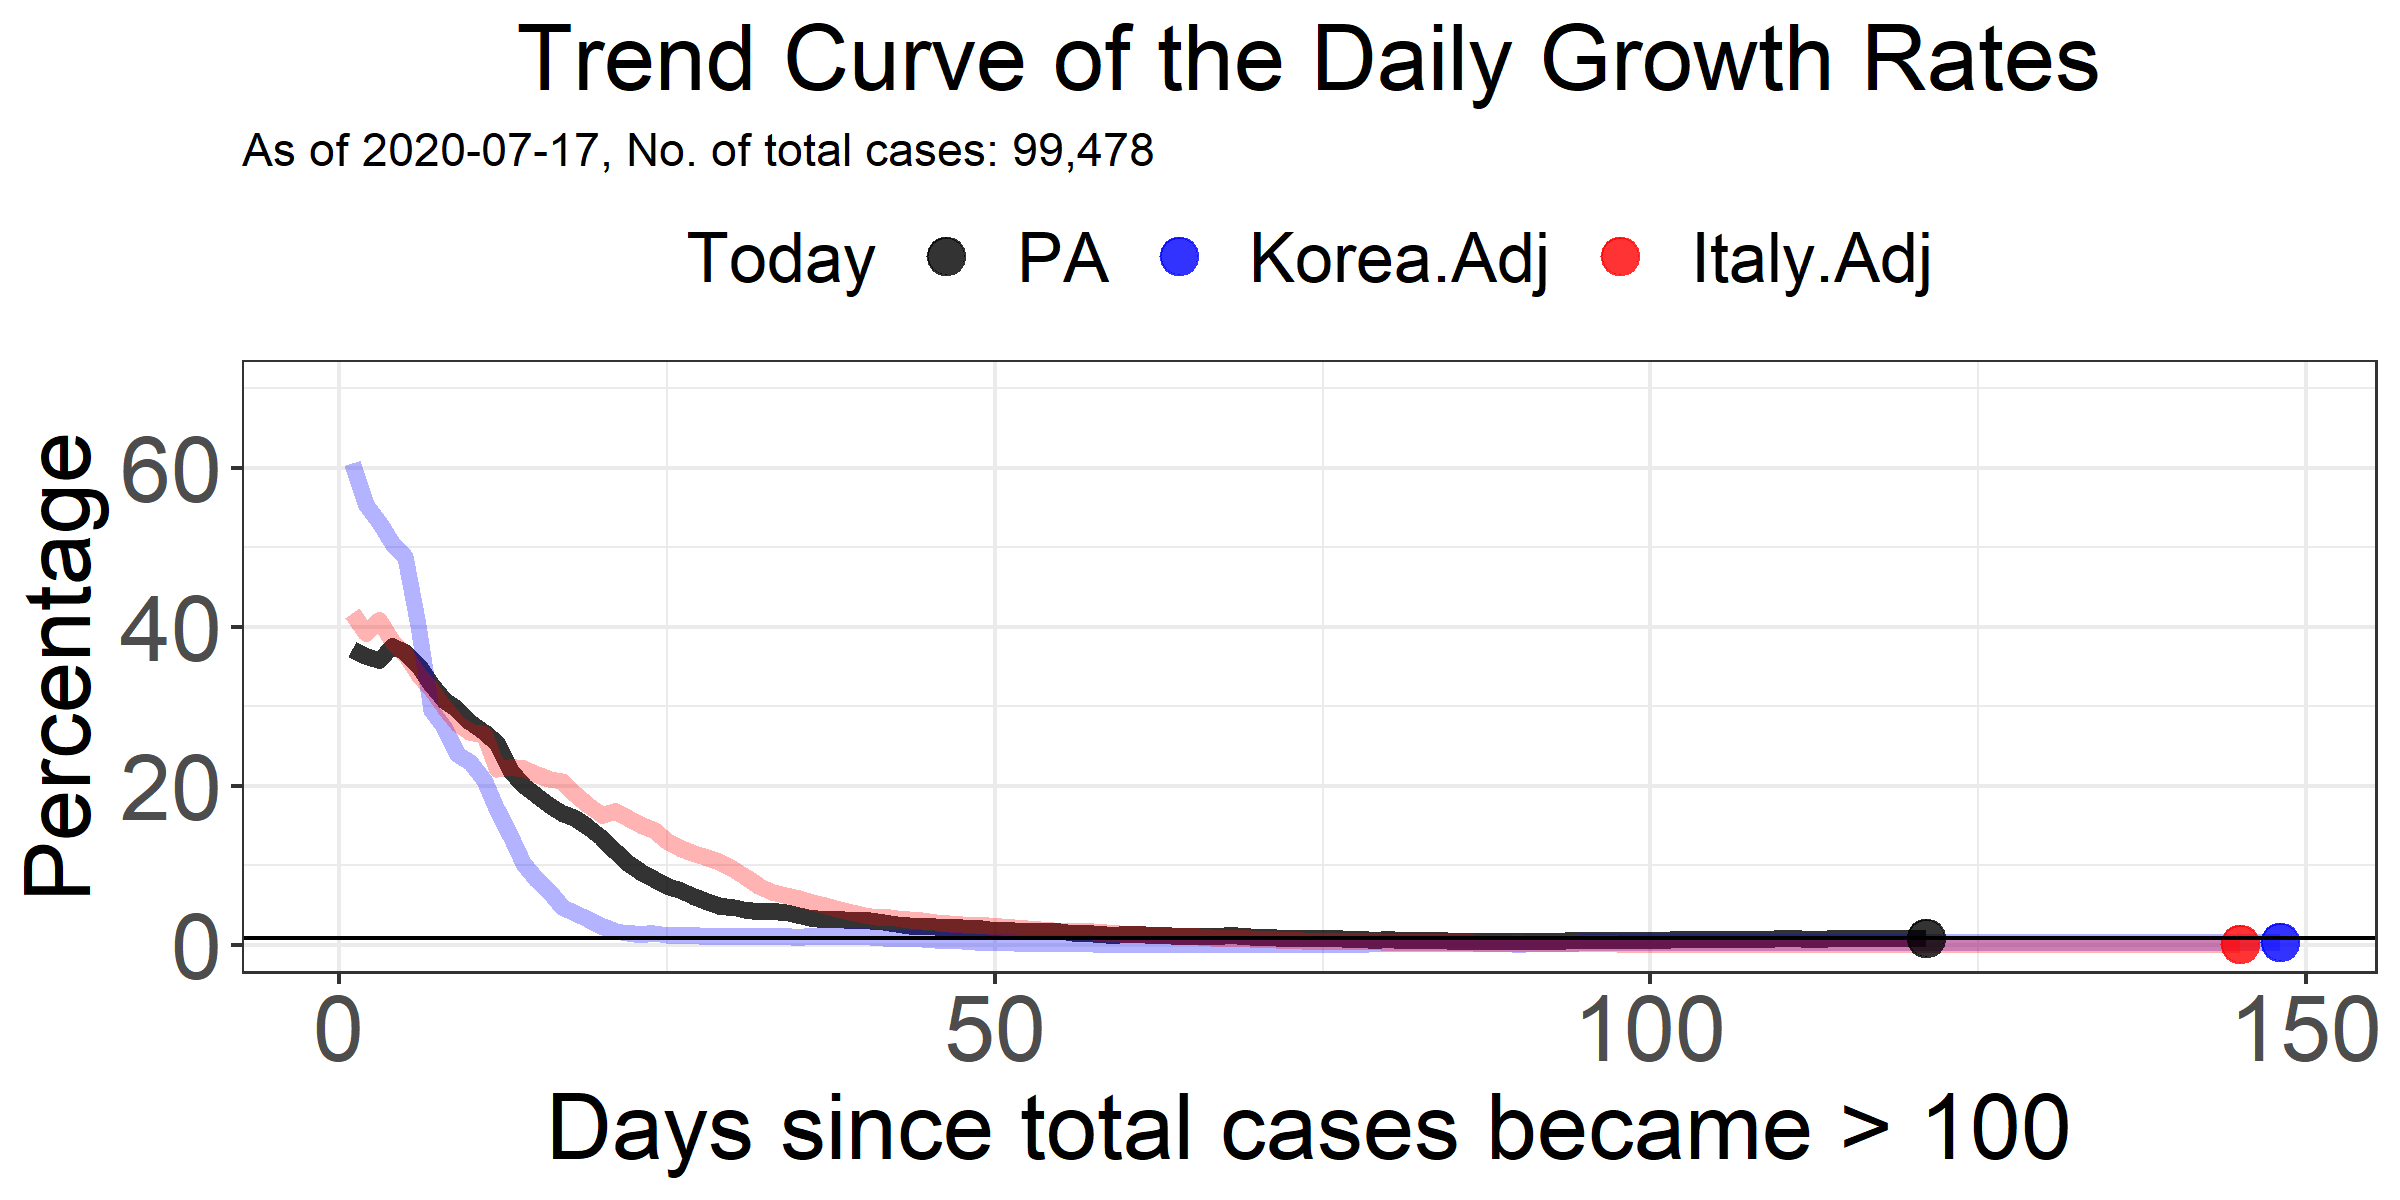 Trend Curve of the Daily Growth Rates
As of 2020-07-17, No. of total cases: 99,478
Today PA Korea.Adj Italy.Adj
Percentage
60
40
20
0
0 50 100 150
Days since total cases became > 100